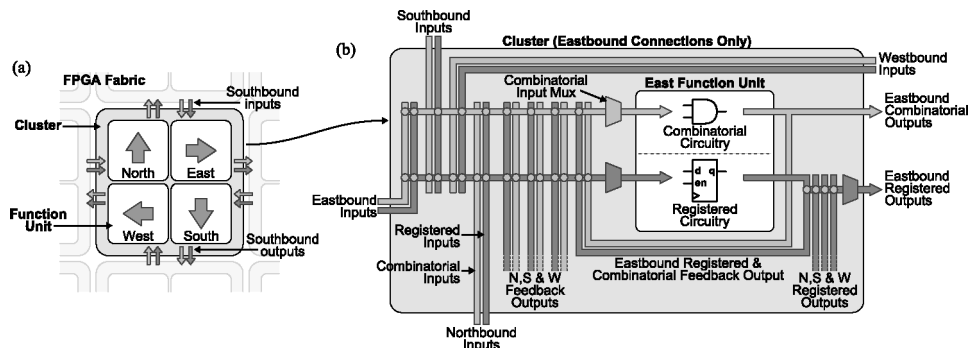 (a)
FPGA Fabric
Southbound
inputs
Cluster
North
East
Function
Unit
West
South
Southbound
outputs
(b)
Southbound
Inputs
Cluster (Eastbound Connections Only)
Westbound
Inputs
Combinatorial
Input Mux
East Function Unit
Combinatorial
Circuitry
Eastbound
Combinatorial
Outputs
d q
en
Registered
Circuitry
Eastbound
Registered
Outputs
Eastbound
Inputs
Registered
Inputs
Combinatorial
Inputs
N,S & W
Feedback
Outputs
Eastbound Registered &
Combinatorial Feedback Output
N,S & W
Registered
Outputs
Northbound
Inputs